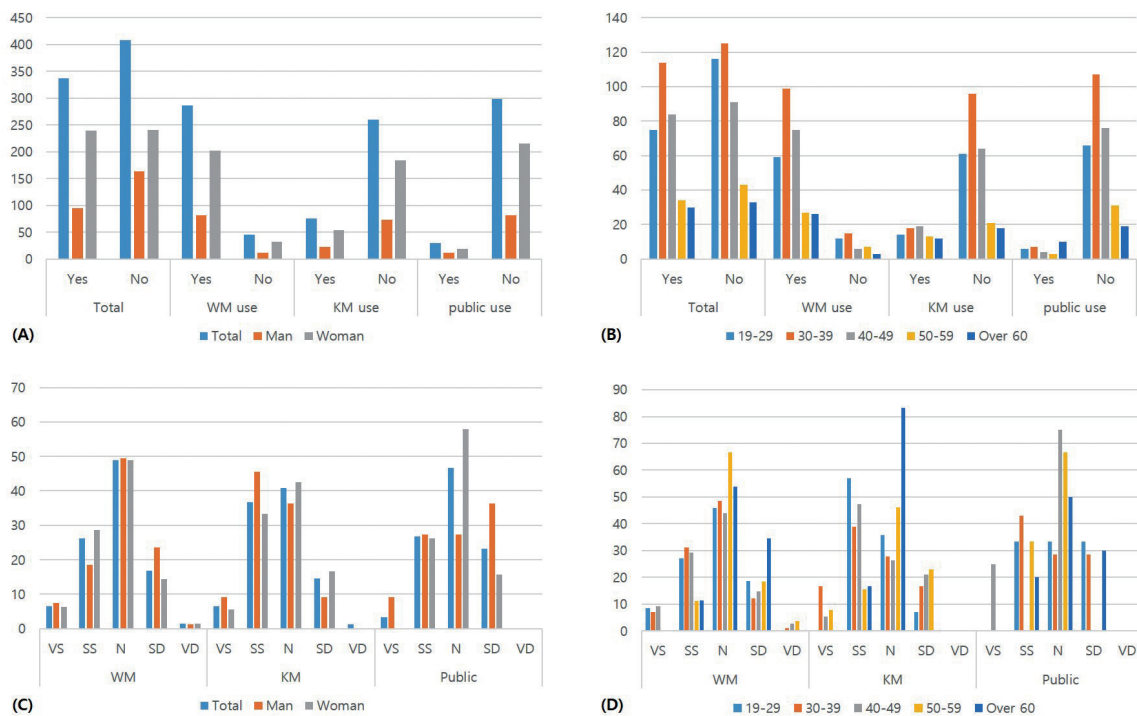 450
400
350
300
250
200
150
100
50
0
Yes No Yes No Yes No Yes No
Total WM use KM use public use
(A)
Total Man Woman
140
120
100
80
60
40
20
0
Yes No Yes No Yes No Yes No
Total WM use KM use public use
(B)
19-29 30-39 40-49 50-59 Over 60
70
60
50
40
30
20
10
0
VS SS N SD VD VS SS N SD VD VS SS N SD VD
WM KM Public
(C)
Total Man Woman
90
80
70
60
50
40
30
20
10
0
VS SS N SD VD VS SS N SD VD VS SS N SD VD
WM KM Public
(D)
19-29 30-39 40-49 50-59 Over 60